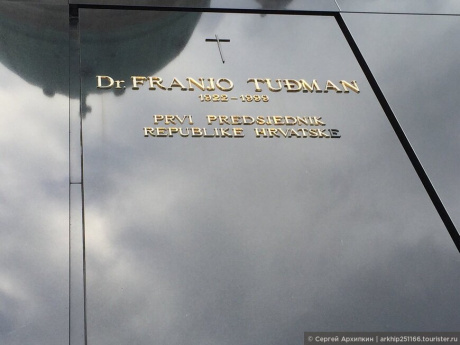 Dr. FRANJO TUĐMAN
1922-1999
PRVI PREDSJEDNIK
REPUBLIKE HRVATSKE
© Сергей Архипкин | arkhip251166.tourister.ru